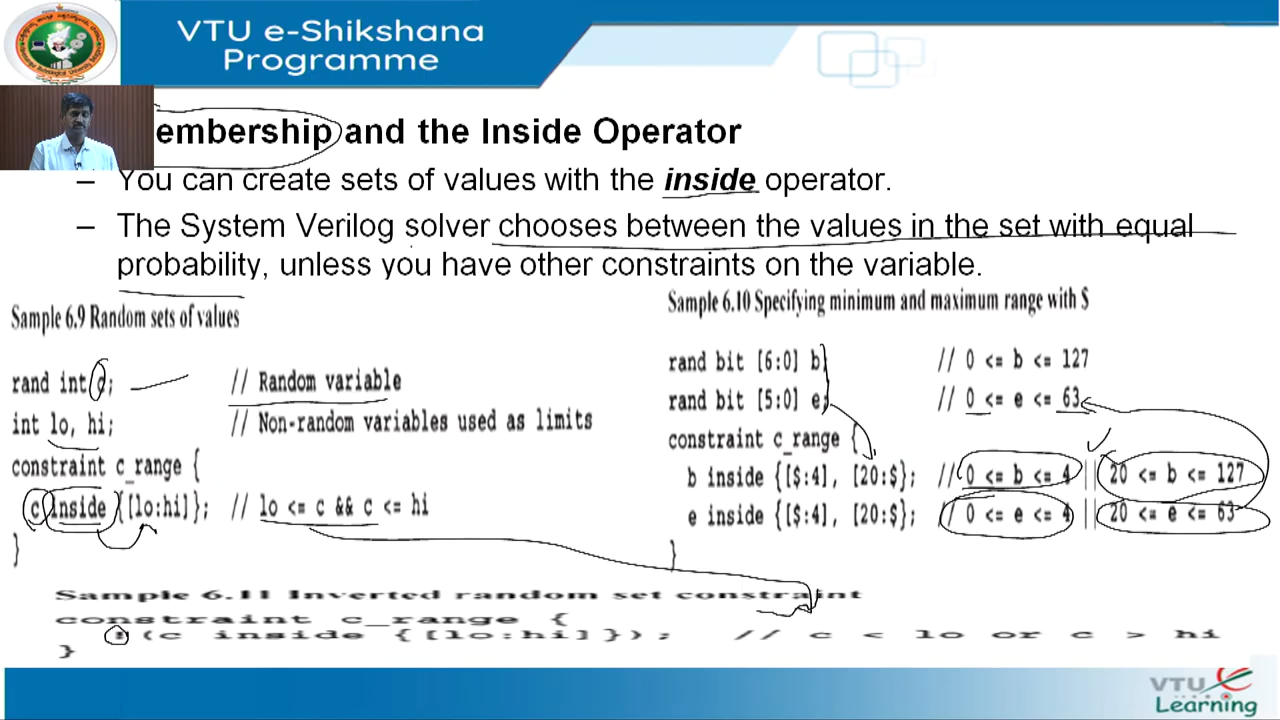 VTU e-Shikshana
Programme
embership and the Inside Operator
– You can create sets of values with the inside operator.
– The System Verilog solver chooses between the values in the set with equal
probability, unless you have other constraints on the variable.
Sample 6.9 Random sets of values
rand int c; // Random variable
int lo, hi; // Non-random variables used as limits
constraint c_range {
c inside {[lo:hi]}; // lo <= c && c <= hi
}
Sample 6.10 Specifying minimum and maximum range with $
rand bit [6:0] b; // 0 <= b <= 127
rand bit [5:0] e; // 0 <= e <= 63
constraint c_range {
b inside {[$:4], [20:$]}; // 0 <= b <= 4 || 20 <= b <= 127
e inside {[$:4], [20:$]}; // 0 <= e <= 4 || 20 <= e <= 63
}
Sample 6.11 Inverted random set constraint
constraint c_range {
!(c inside {[lo:hi]}); // c < lo or c > hi
}
VTU
Learning